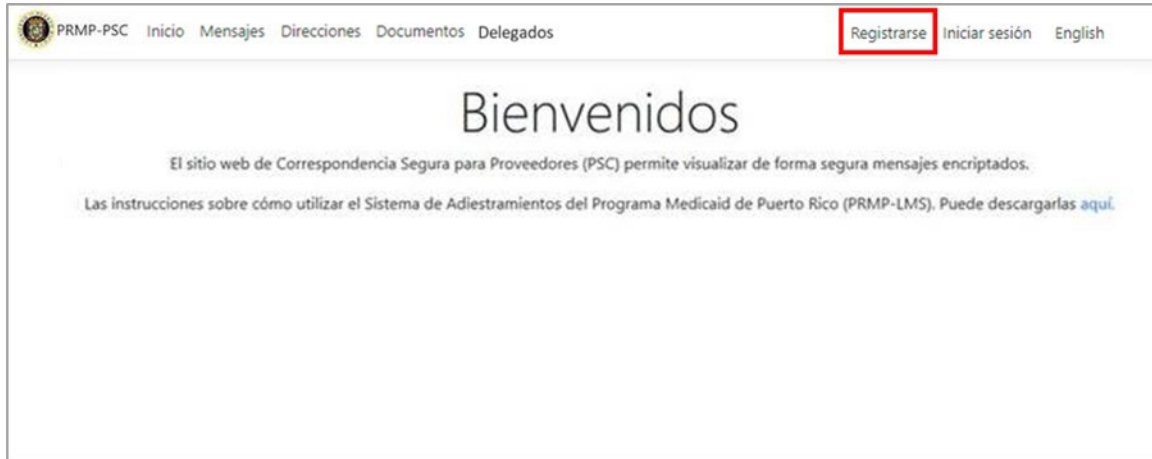 PRMP-PSC Inicio Mensajes Direcciones Documentos Delegados Registrarse Iniciar sesión English
Bienvenidos
El sitio web de Correspondencia Segura para Proveedores (PSC) permite visualizar de forma segura mensajes encriptados.
Las instrucciones sobre cómo utilizar el Sistema de Adiestramientos del Programa Medicaid de Puerto Rico (PRMP-LMS). Puede descargarlas aquí.